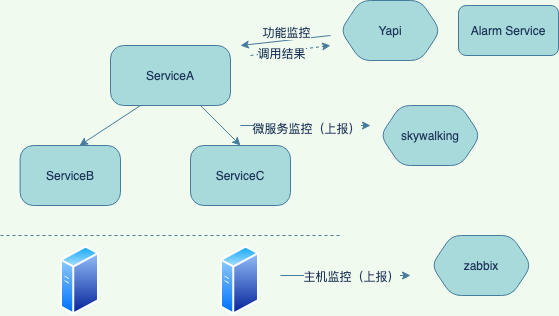 功能监控
Yapi
Alarm Service
调用结果
ServiceA
微服务监控（上报）
skywalking
ServiceB
ServiceC
主机监控（上报）
zabbix